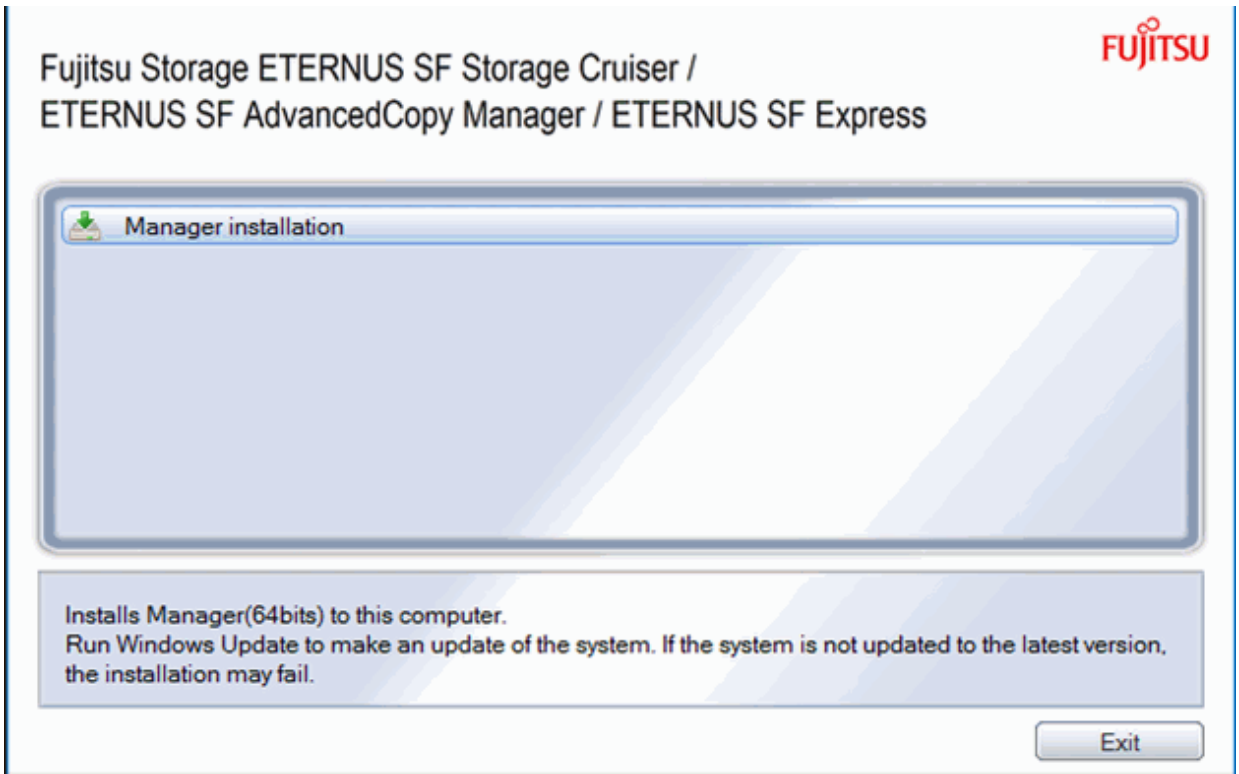 FUJITSU
Fujitsu Storage ETERNUS SF Storage Cruiser /
ETERNUS SF AdvancedCopy Manager / ETERNUS SF Express
Manager installation
Installs Manager(64bits) to this computer.
Run Windows Update to make an update of the system. If the system is not updated to the latest version,
the installation may fail.
Exit